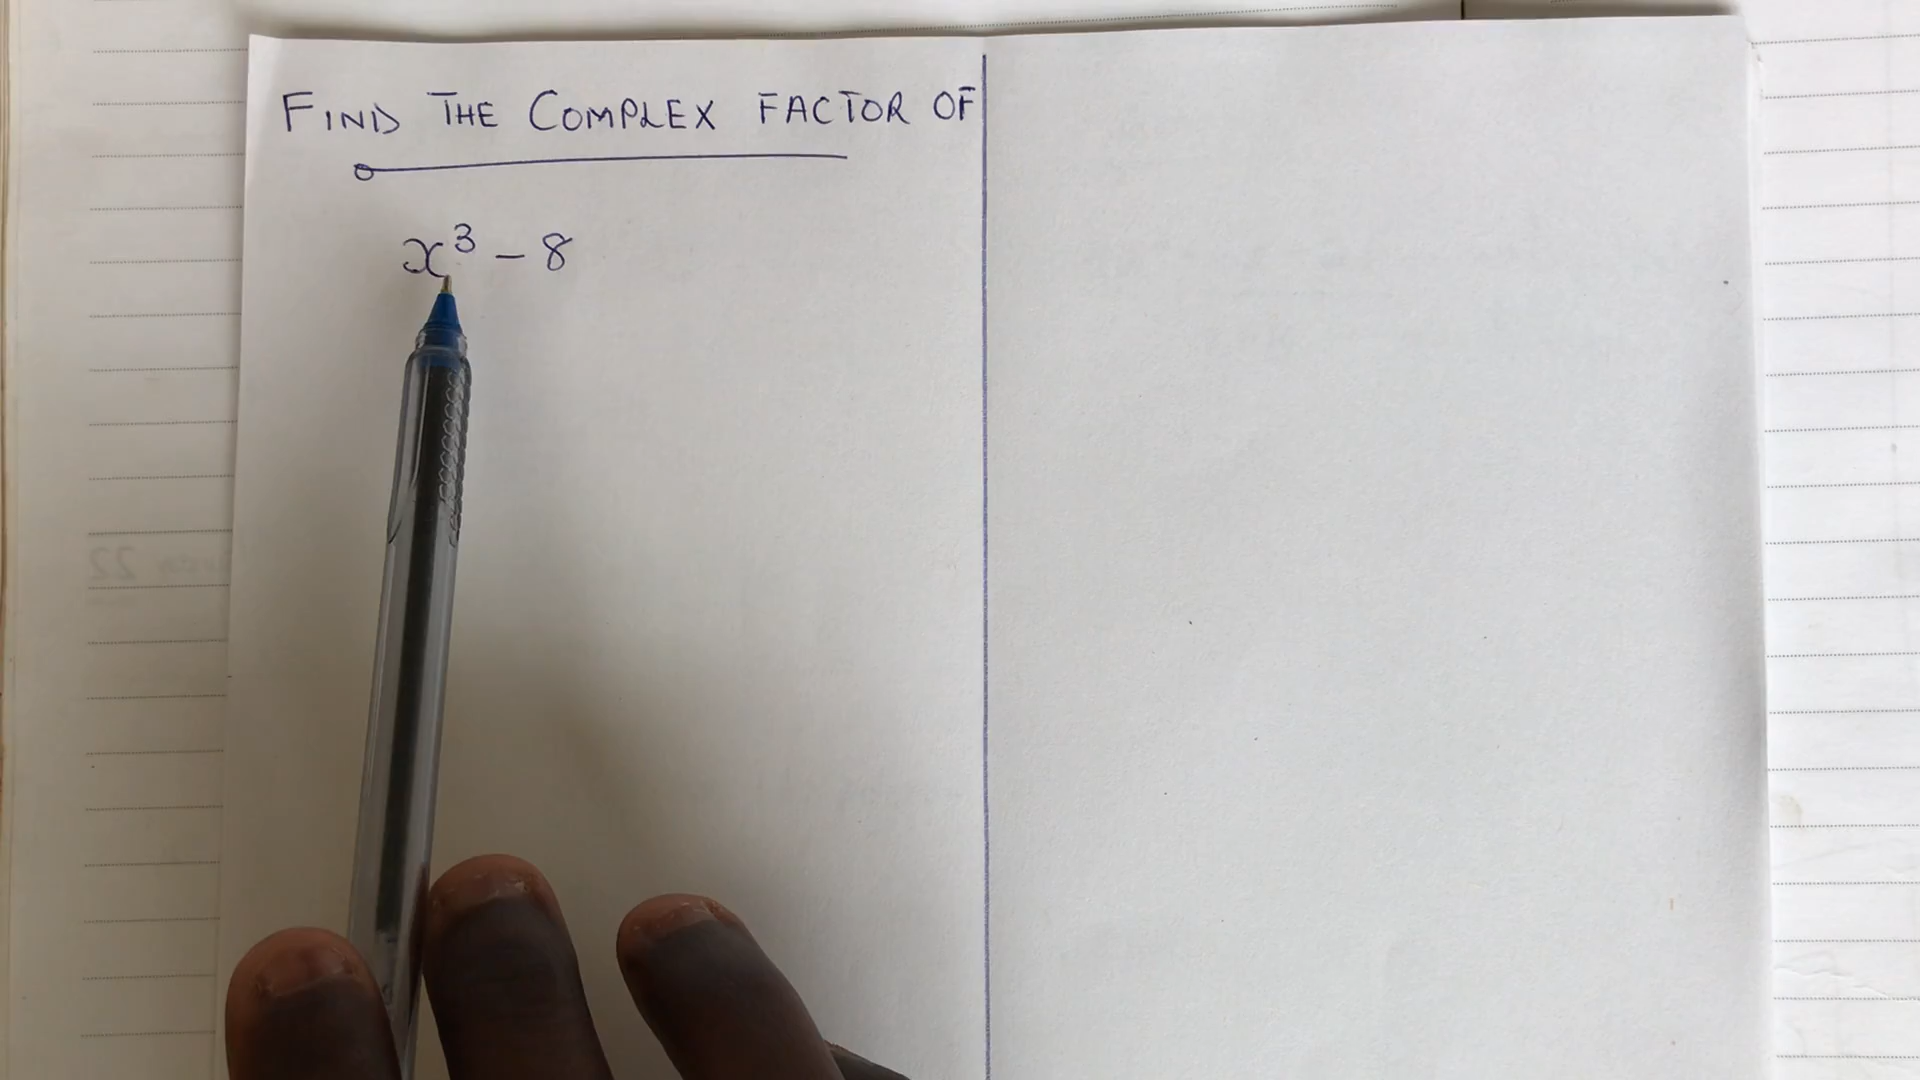 FIND THE COMPLEX FACTOR OF
x³ - 8